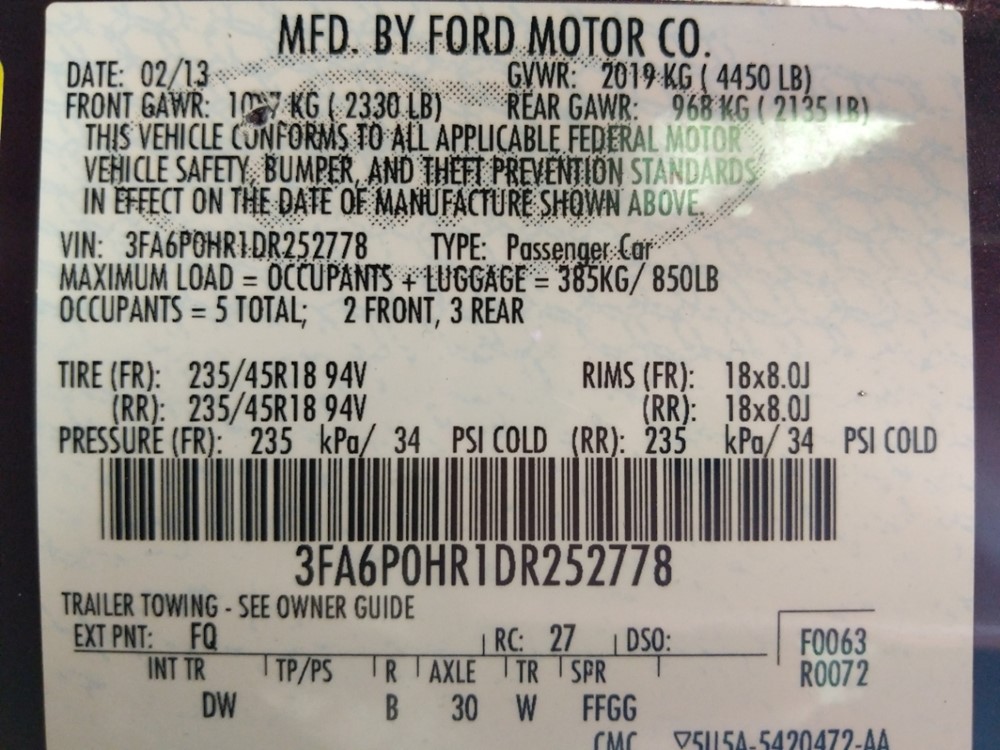 MFD. BY FORD MOTOR CO.
DATE: 02/13 GVWR: 2019 KG ( 4450 LB)
FRONT GAWR: KG ( 2330 LB) REAR GAWR: 968 KG ( 2135 LB)
THIS VEHICLE CONFORMS TO ALL APPLICABLE FEDERAL MOTOR
VEHICLE SAFETY, BUMPER, AND THEFT PREVENTION STANDARDS
IN EFFECT ON THE DATE OF MANUFACTURE SHOWN ABOVE.
VIN: 3FA6P0HR1DR252778 TYPE: Passenger Car
MAXIMUM LOAD = OCCUPANTS + LUGGAGE = 385KG/ 850LB
OCCUPANTS = 5 TOTAL; 2 FRONT, 3 REAR
TIRE (FR): 235/45R18 94V RIMS (FR): 18x8.0J
(RR): 235/45R18 94V (RR): 18x8.0J
PRESSURE (FR): 235 kPa/ 34 PSI COLD (RR): 235 kPa/ 34 PSI COLD
3FA6P0HR1DR252778
TRAILER TOWING - SEE OWNER GUIDE
EXT PNT: FQ RC: 27 DSO: F0063
INT TR TP/PS R AXLE TR SPR R0072
DW B 30 W FFGG
CMC ▽5U5A-5420472-AA